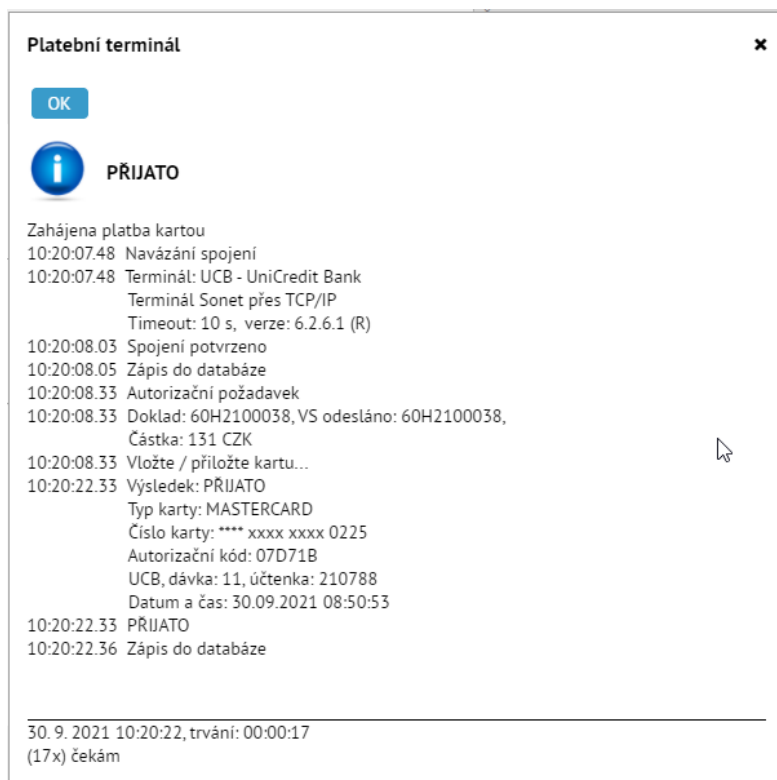 Platební terminál
OK
PŘIJATO
Zahájena platba kartou
10:20:07.48 Navázání spojení
10:20:07.48 Terminál: UCB - UniCredit Bank
Terminál Sonet přes TCP/IP
Timeout: 10 s, verze: 6.2.6.1 (R)
10:20:08.03 Spojení potvrzeno
10:20:08.05 Zápis do databáze
10:20:08.33 Autorizační požadavek
10:20:08.33 Doklad: 60H2100038, VS odesláno: 60H2100038,
Částka: 131 CZK
10:20:08.33 Vložte / přiložte kartu...
10:20:22.33 Výsledek: PŘIJATO
Typ karty: MASTERCARD
Číslo karty: **** xxxx xxxx 0225
Autorizační kód: 07D71B
UCB, dávka: 11, účtenka: 210788
Datum a čas: 30.09.2021 08:50:53
10:20:22.33 PŘIJATO
10:20:22.36 Zápis do databáze
30. 9. 2021 10:20:22, trvání: 00:00:17
(17x) čekám